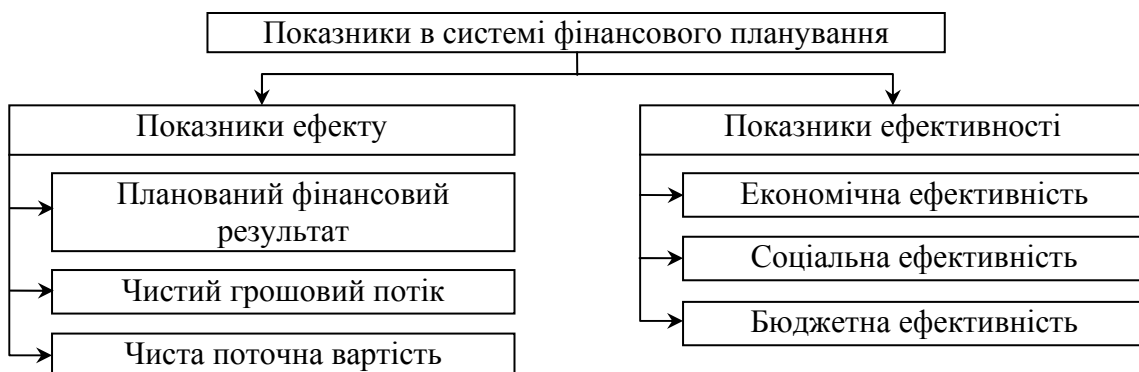 Показники в системі фінансового планування
Показники ефекту
Планований фінансовий
результат
Чистий грошовий потік
Чиста поточна вартість
Показники ефективності
Економічна ефективність
Соціальна ефективність
Бюджетна ефективність